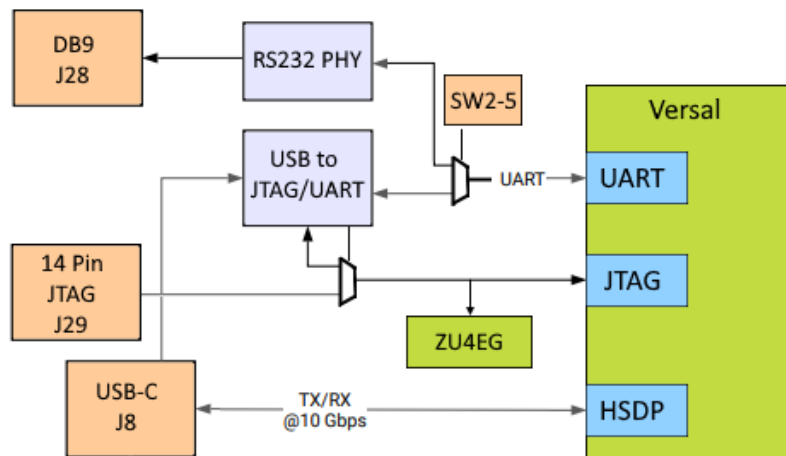 DB9
J28
RS232 PHY
SW2-5
Versal
USB to
JTAG/UART
UART
UART
14 Pin
JTAG
J29
JTAG
ZU4EG
USB-C
J8
TX/RX
@10 Gbps
HSDP